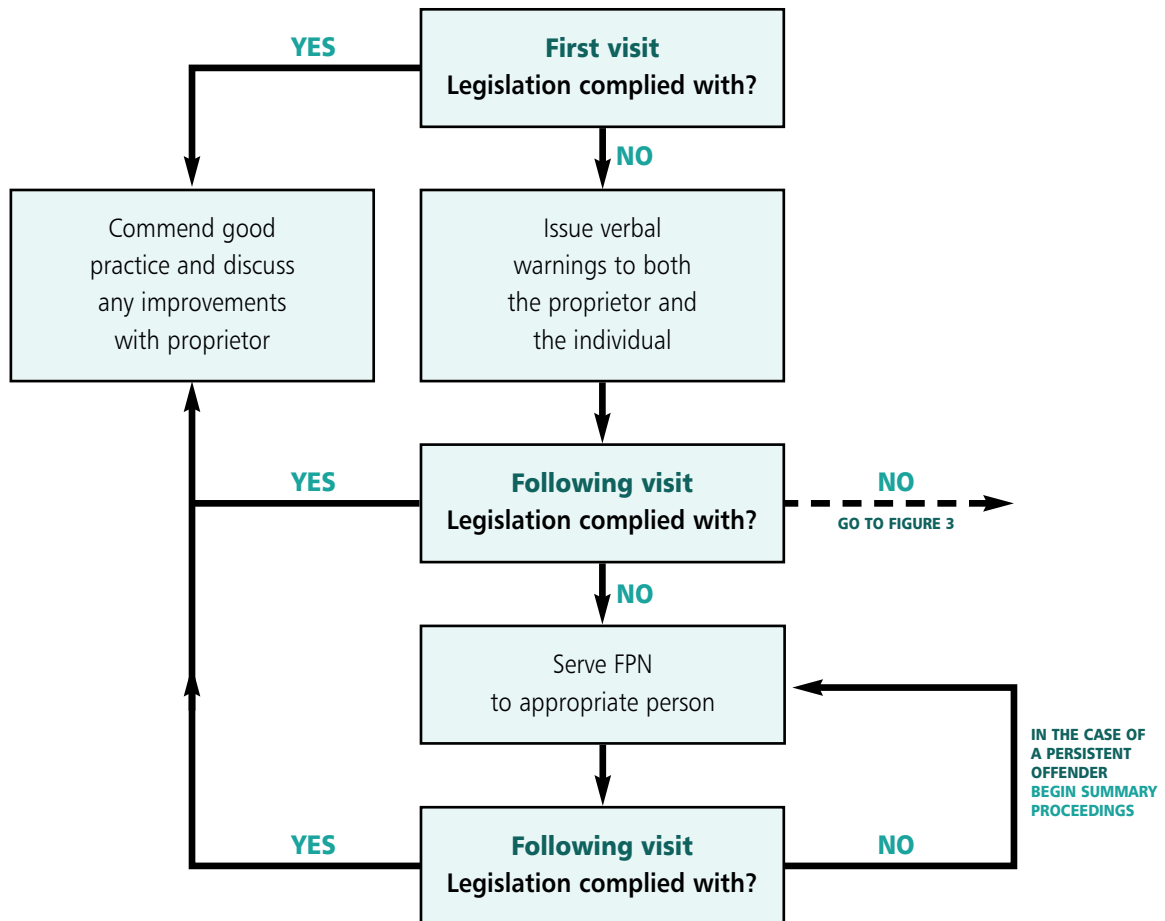 YES
First visit
Legislation complied with?
NO
Commend good
practice and discuss
any improvements
with proprietor
Issue verbal
warnings to both
the proprietor and
the individual
YES
Following visit
Legislation complied with?
NO
GO TO FIGURE 3
NO
Serve FPN
to appropriate person
IN THE CASE OF
A PERSISTENT
OFFENDER
BEGIN SUMMARY
PROCEEDINGS
YES
Following visit
Legislation complied with?
NO